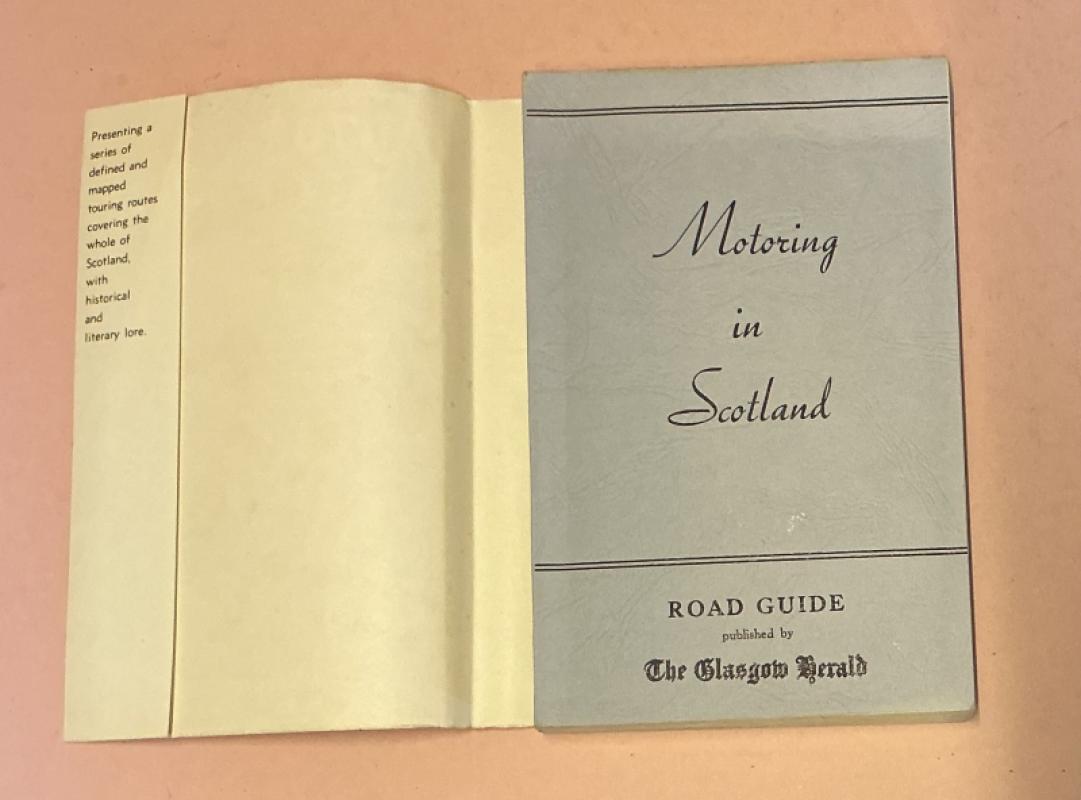 Presenting a
series of
defined and
mapped
touring routes
covering the
whole of
Scotland,
with
historical
and
literary lore.
Motoring
in
Scotland
ROAD GUIDE
published by
The Glasgow Herald